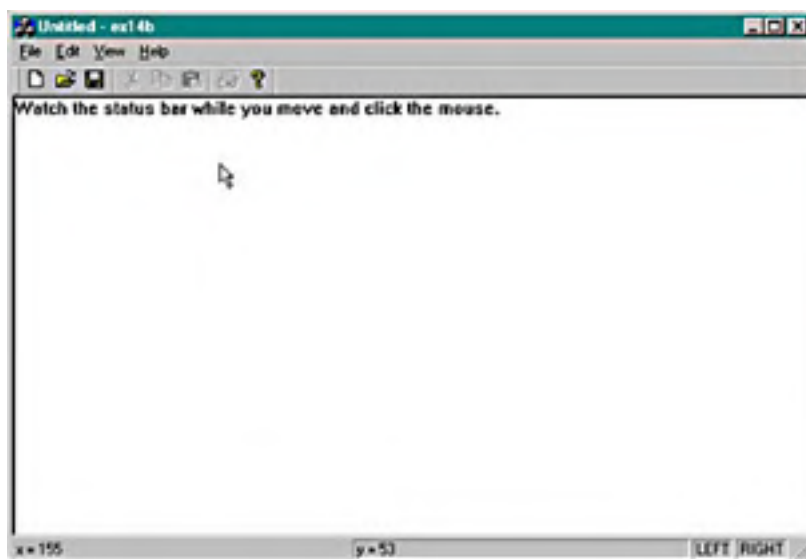 Untitled - ex14b
File Edit View Help
Watch the status bar while you move and click the mouse.
x = 155 y = 53 LEFT RIGHT